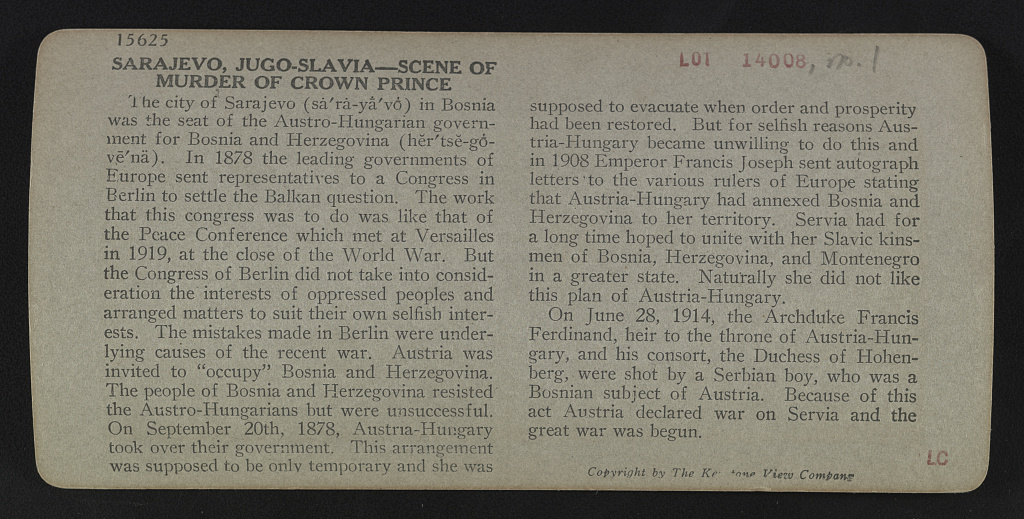 15625
LOT 14008, no. 1
SARAJEVO, JUGO-SLAVIA—SCENE OF
MURDER OF CROWN PRINCE
The city of Sarajevo (sȧ′rȧ-yȧ′vō̇) in Bosnia
was the seat of the Austro-Hungarian govern-
ment for Bosnia and Herzegovina (hĕr′tsĕ-gō̇-
vē′nä). In 1878 the leading governments of
Europe sent representatives to a Congress in
Berlin to settle the Balkan question. The work
that this congress was to do was like that of
the Peace Conference which met at Versailles
in 1919, at the close of the World War. But
the Congress of Berlin did not take into consid-
eration the interests of oppressed peoples and
arranged matters to suit their own selfish inter-
ests. The mistakes made in Berlin were under-
lying causes of the recent war. Austria was
invited to "occupy" Bosnia and Herzegovina.
The people of Bosnia and Herzegovina resisted
the Austro-Hungarians but were unsuccessful.
On September 20th, 1878, Austria-Hungary
took over their government. This arrangement
was supposed to be only temporary and she was
supposed to evacuate when order and prosperity
had been restored. But for selfish reasons Aus-
tria-Hungary became unwilling to do this and
in 1908 Emperor Francis Joseph sent autograph
letters to the various rulers of Europe stating
that Austria-Hungary had annexed Bosnia and
Herzegovina to her territory. Servia had for
a long time hoped to unite with her Slavic kins-
men of Bosnia, Herzegovina, and Montenegro
in a greater state. Naturally she did not like
this plan of Austria-Hungary.
On June 28, 1914, the Archduke Francis
Ferdinand, heir to the throne of Austria-Hun-
gary, and his consort, the Duchess of Hohen-
berg, were shot by a Serbian boy, who was a
Bosnian subject of Austria. Because of this
act Austria declared war on Servia and the
great war was begun.
Copyright by The View Company
LC